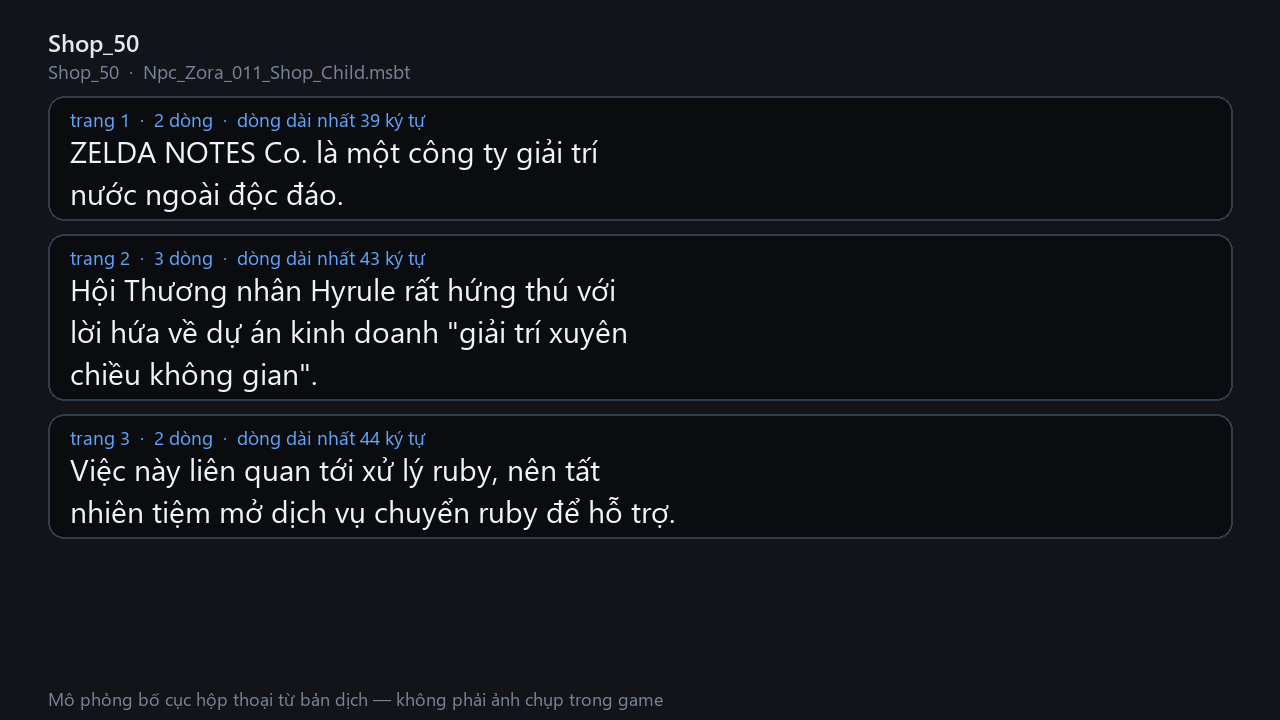 Shop_50
Shop_50 · Npc_Zora_011_Shop_Child.msbt
trang 1 · 2 dòng · dòng dài nhất 39 ký tự
ZELDA NOTES Co. là một công ty giải trí
nước ngoài độc đáo.
trang 2 · 3 dòng · dòng dài nhất 43 ký tự
Hội Thương nhân Hyrule rất hứng thú với
lời hứa về dự án kinh doanh "giải trí xuyên
chiều không gian".
trang 3 · 2 dòng · dòng dài nhất 44 ký tự
Việc này liên quan tới xử lý ruby, nên tất
nhiên tiệm mở dịch vụ chuyển ruby để hỗ trợ.
Mô phỏng bố cục hộp thoại từ bản dịch — không phải ảnh chụp trong game